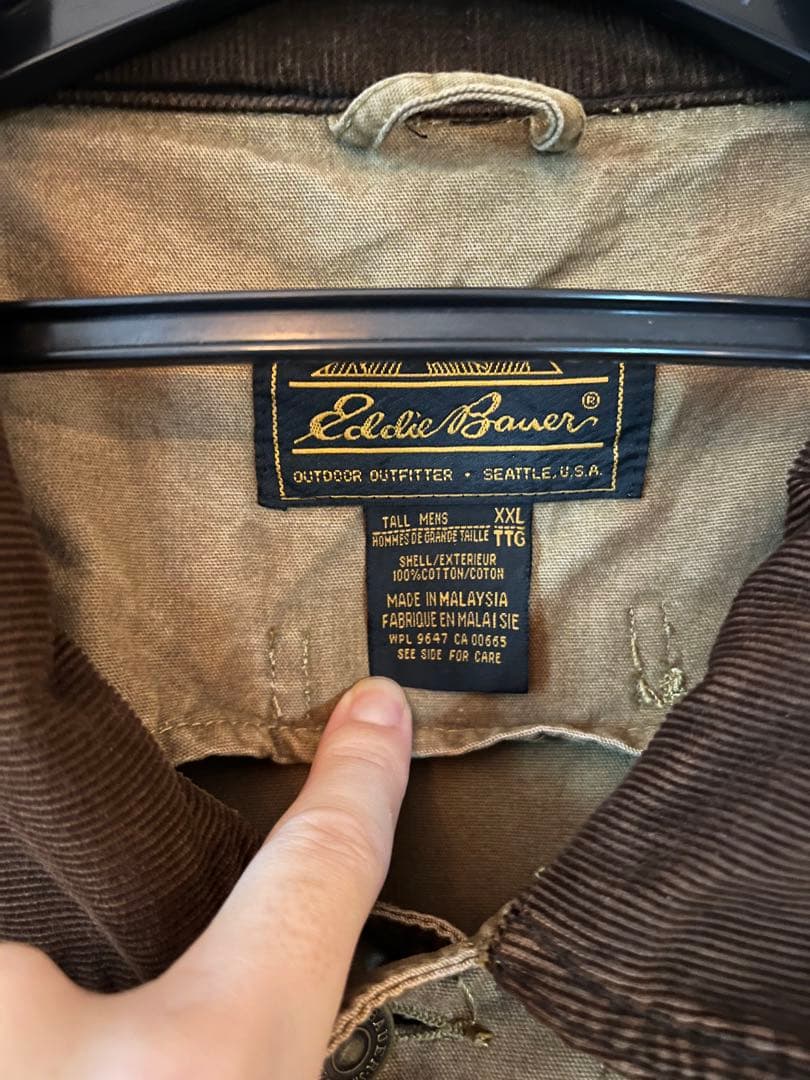 Eddie Bauer®
OUTDOOR OUTFITTER • SEATTLE, U.S.A.
TALL MENS XXL
HOMMES DE GRANDE TAILLE TTG
SHELL/EXTERIEUR
100%COTTON/COTON
MADE IN MALAYSIA
FABRIQUE EN MALAISIE
WPL 9647 CA 00665
SEE SIDE FOR CARE